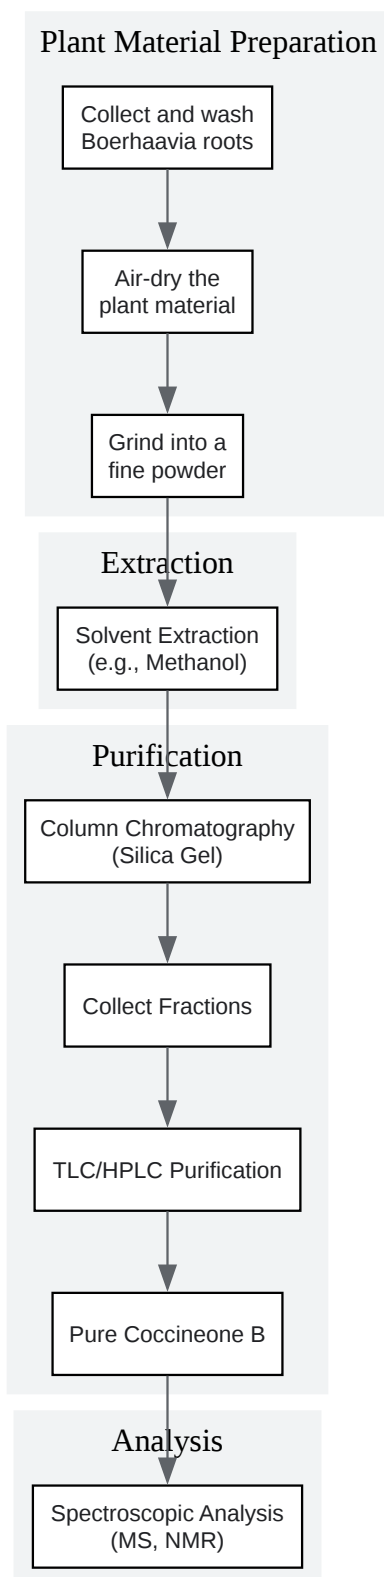 Plant Material Preparation
Collect and wash
Boerhaavia roots
Air-dry the
plant material
Grind into a
fine powder
Extraction
Solvent Extraction
(e.g., Methanol)
Purification
Column Chromatography
(Silica Gel)
Collect Fractions
TLC/HPLC Purification
Pure Coccineone B
Analysis
Spectroscopic Analysis
(MS, NMR)